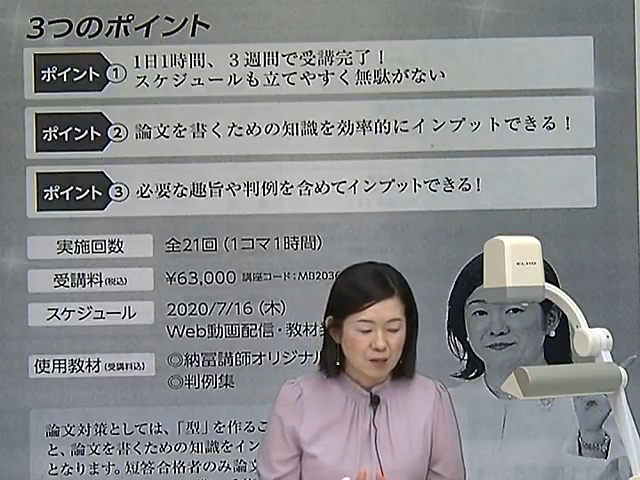 3つのポイント
ポイント① 1日1時間、3週間で受講完了！
スケジュールも立てやすく無駄がない
ポイント② 論文を書くための知識を効率的にインプットできる！
ポイント③ 必要な趣旨や判例を含めてインプットできる！
実施回数 全21回（1コマ1時間）
受講料(税込) ¥63,000 講座コード：MB2036
スケジュール 2020/7/16（木）
Web動画配信・教材
使用教材(受講料込) ◎納富講師オリジナル
◎判例集
論文対策としては、「型」を作るこ
と、論文を書くための知識をイン
となります。短答合格者のみ論文
ELMO